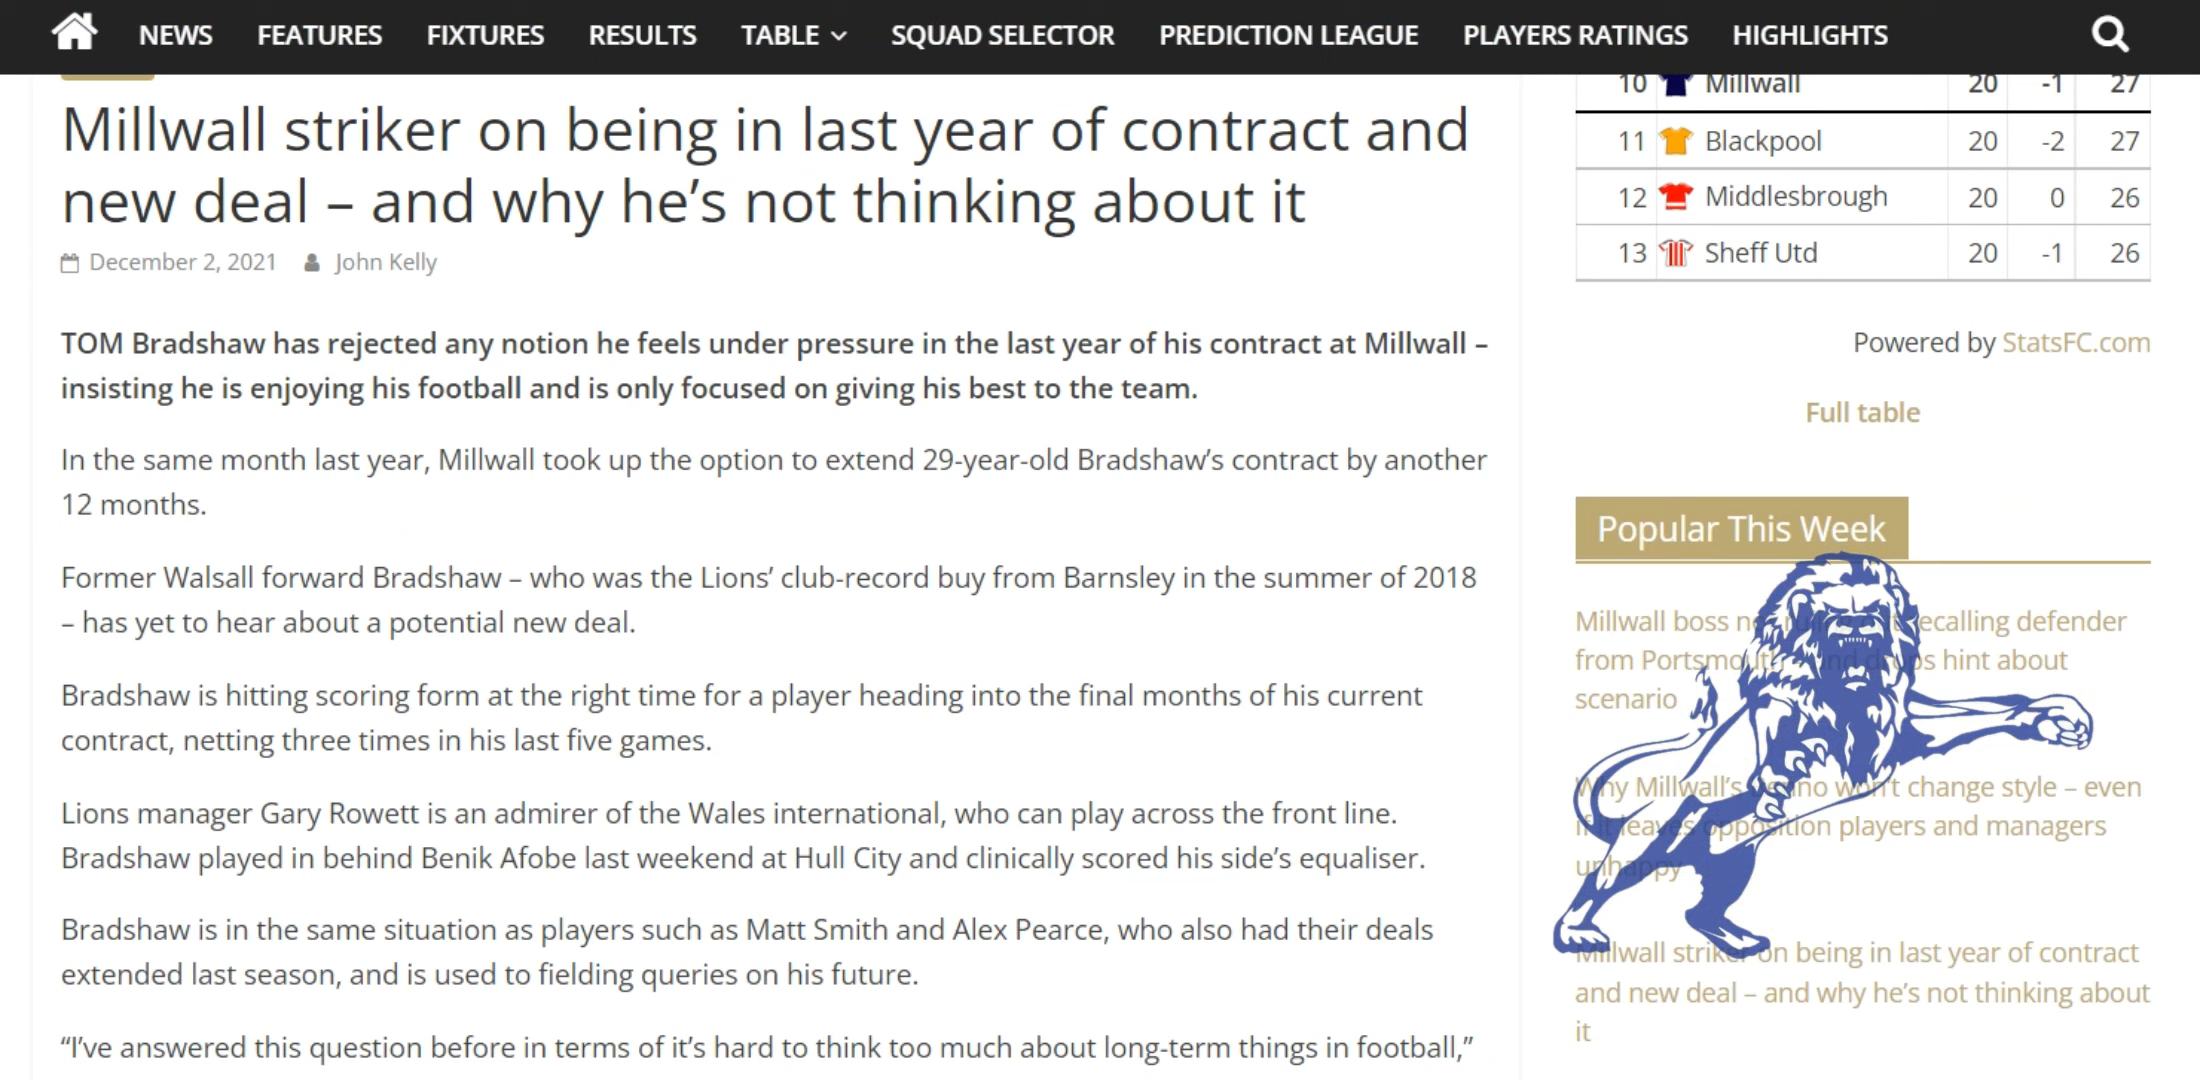 NEWS FEATURES FIXTURES RESULTS TABLE SQUAD SELECTOR PREDICTION LEAGUE PLAYERS RATINGS HIGHLIGHTS
Millwall striker on being in last year of contract and
new deal – and why he’s not thinking about it
December 2, 2021 John Kelly
TOM Bradshaw has rejected any notion he feels under pressure in the last year of his contract at Millwall –
insisting he is enjoying his football and is only focused on giving his best to the team.
In the same month last year, Millwall took up the option to extend 29-year-old Bradshaw’s contract by another
12 months.
Former Walsall forward Bradshaw – who was the Lions’ club-record buy from Barnsley in the summer of 2018
– has yet to hear about a potential new deal.
Bradshaw is hitting scoring form at the right time for a player heading into the final months of his current
contract, netting three times in his last five games.
Lions manager Gary Rowett is an admirer of the Wales international, who can play across the front line.
Bradshaw played in behind Benik Afobe last weekend at Hull City and clinically scored his side’s equaliser.
Bradshaw is in the same situation as players such as Matt Smith and Alex Pearce, who also had their deals
extended last season, and is used to fielding queries on his future.
“I’ve answered this question before in terms of it’s hard to think too much about long-term things in football,”
10 Millwall 20 -1 27
11 Blackpool 20 -2 27
12 Middlesbrough 20 0 26
13 Sheff Utd 20 -1 26
Powered by StatsFC.com
Full table
Popular This Week
Millwall boss recalling defender
from Portsmouth drops hint about
scenario
Why Millwall’s won’t change style – even
if it leaves opposition players and managers
unhappy
Millwall striker on being in last year of contract
and new deal – and why he’s not thinking about
it